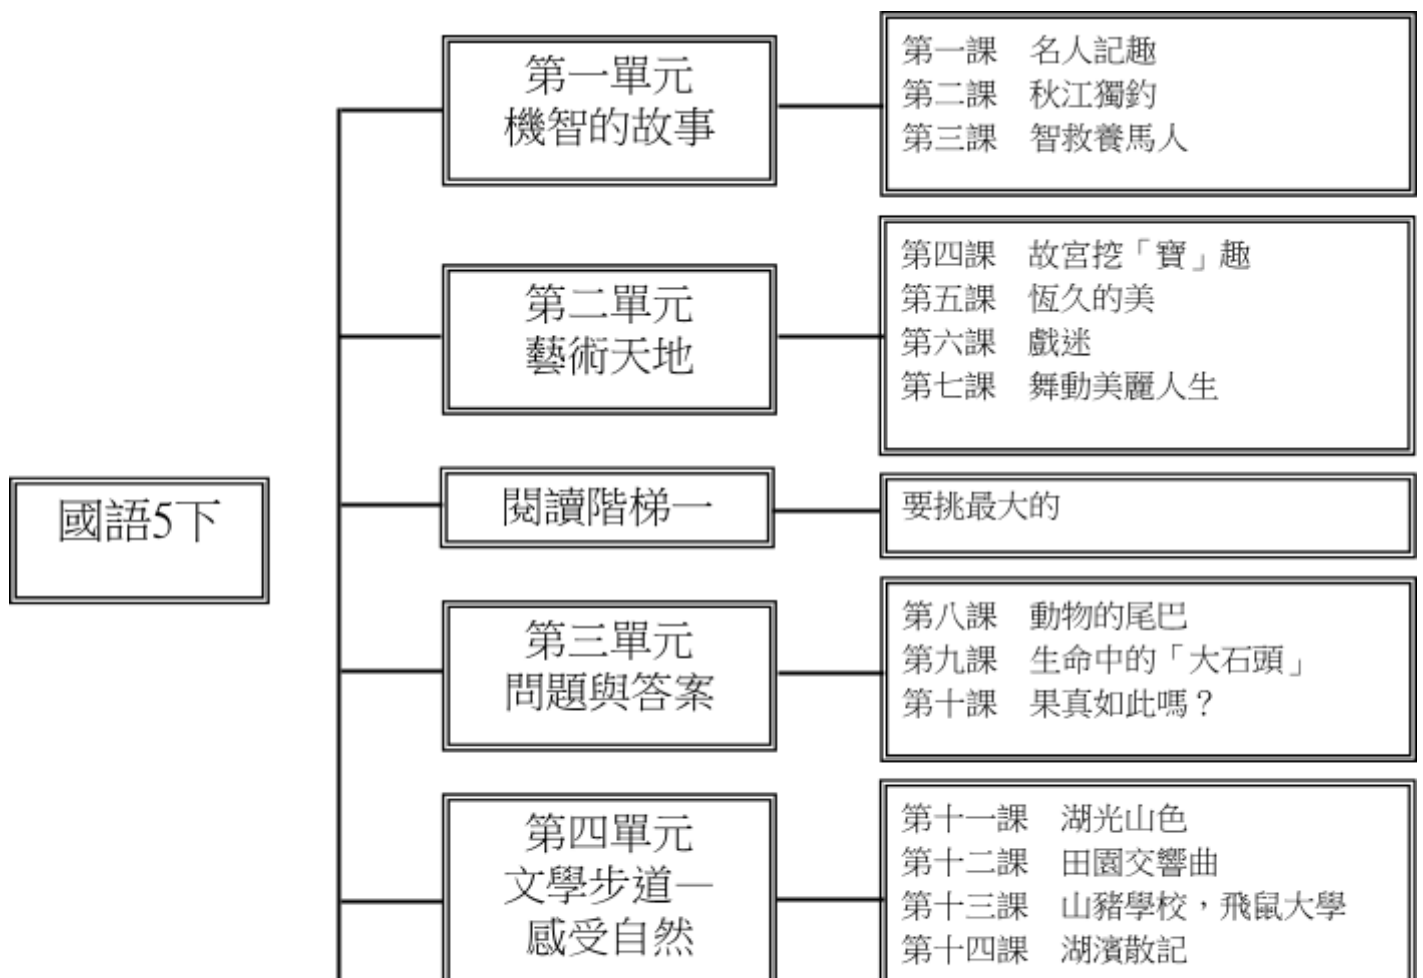 國語5下
第一單元
機智的故事
第一課　名人記趣
第二課　秋江獨釣
第三課　智救養馬人
第二單元
藝術天地
第四課　故宮挖「寶」趣
第五課　恆久的美
第六課　戲迷
第七課　舞動美麗人生
閱讀階梯一
要挑最大的
第三單元
問題與答案
第八課　動物的尾巴
第九課　生命中的「大石頭」
第十課　果真如此嗎？
第四單元
文學步道—
感受自然
第十一課　湖光山色
第十二課　田園交響曲
第十三課　山豬學校，飛鼠大學
第十四課　湖濱散記